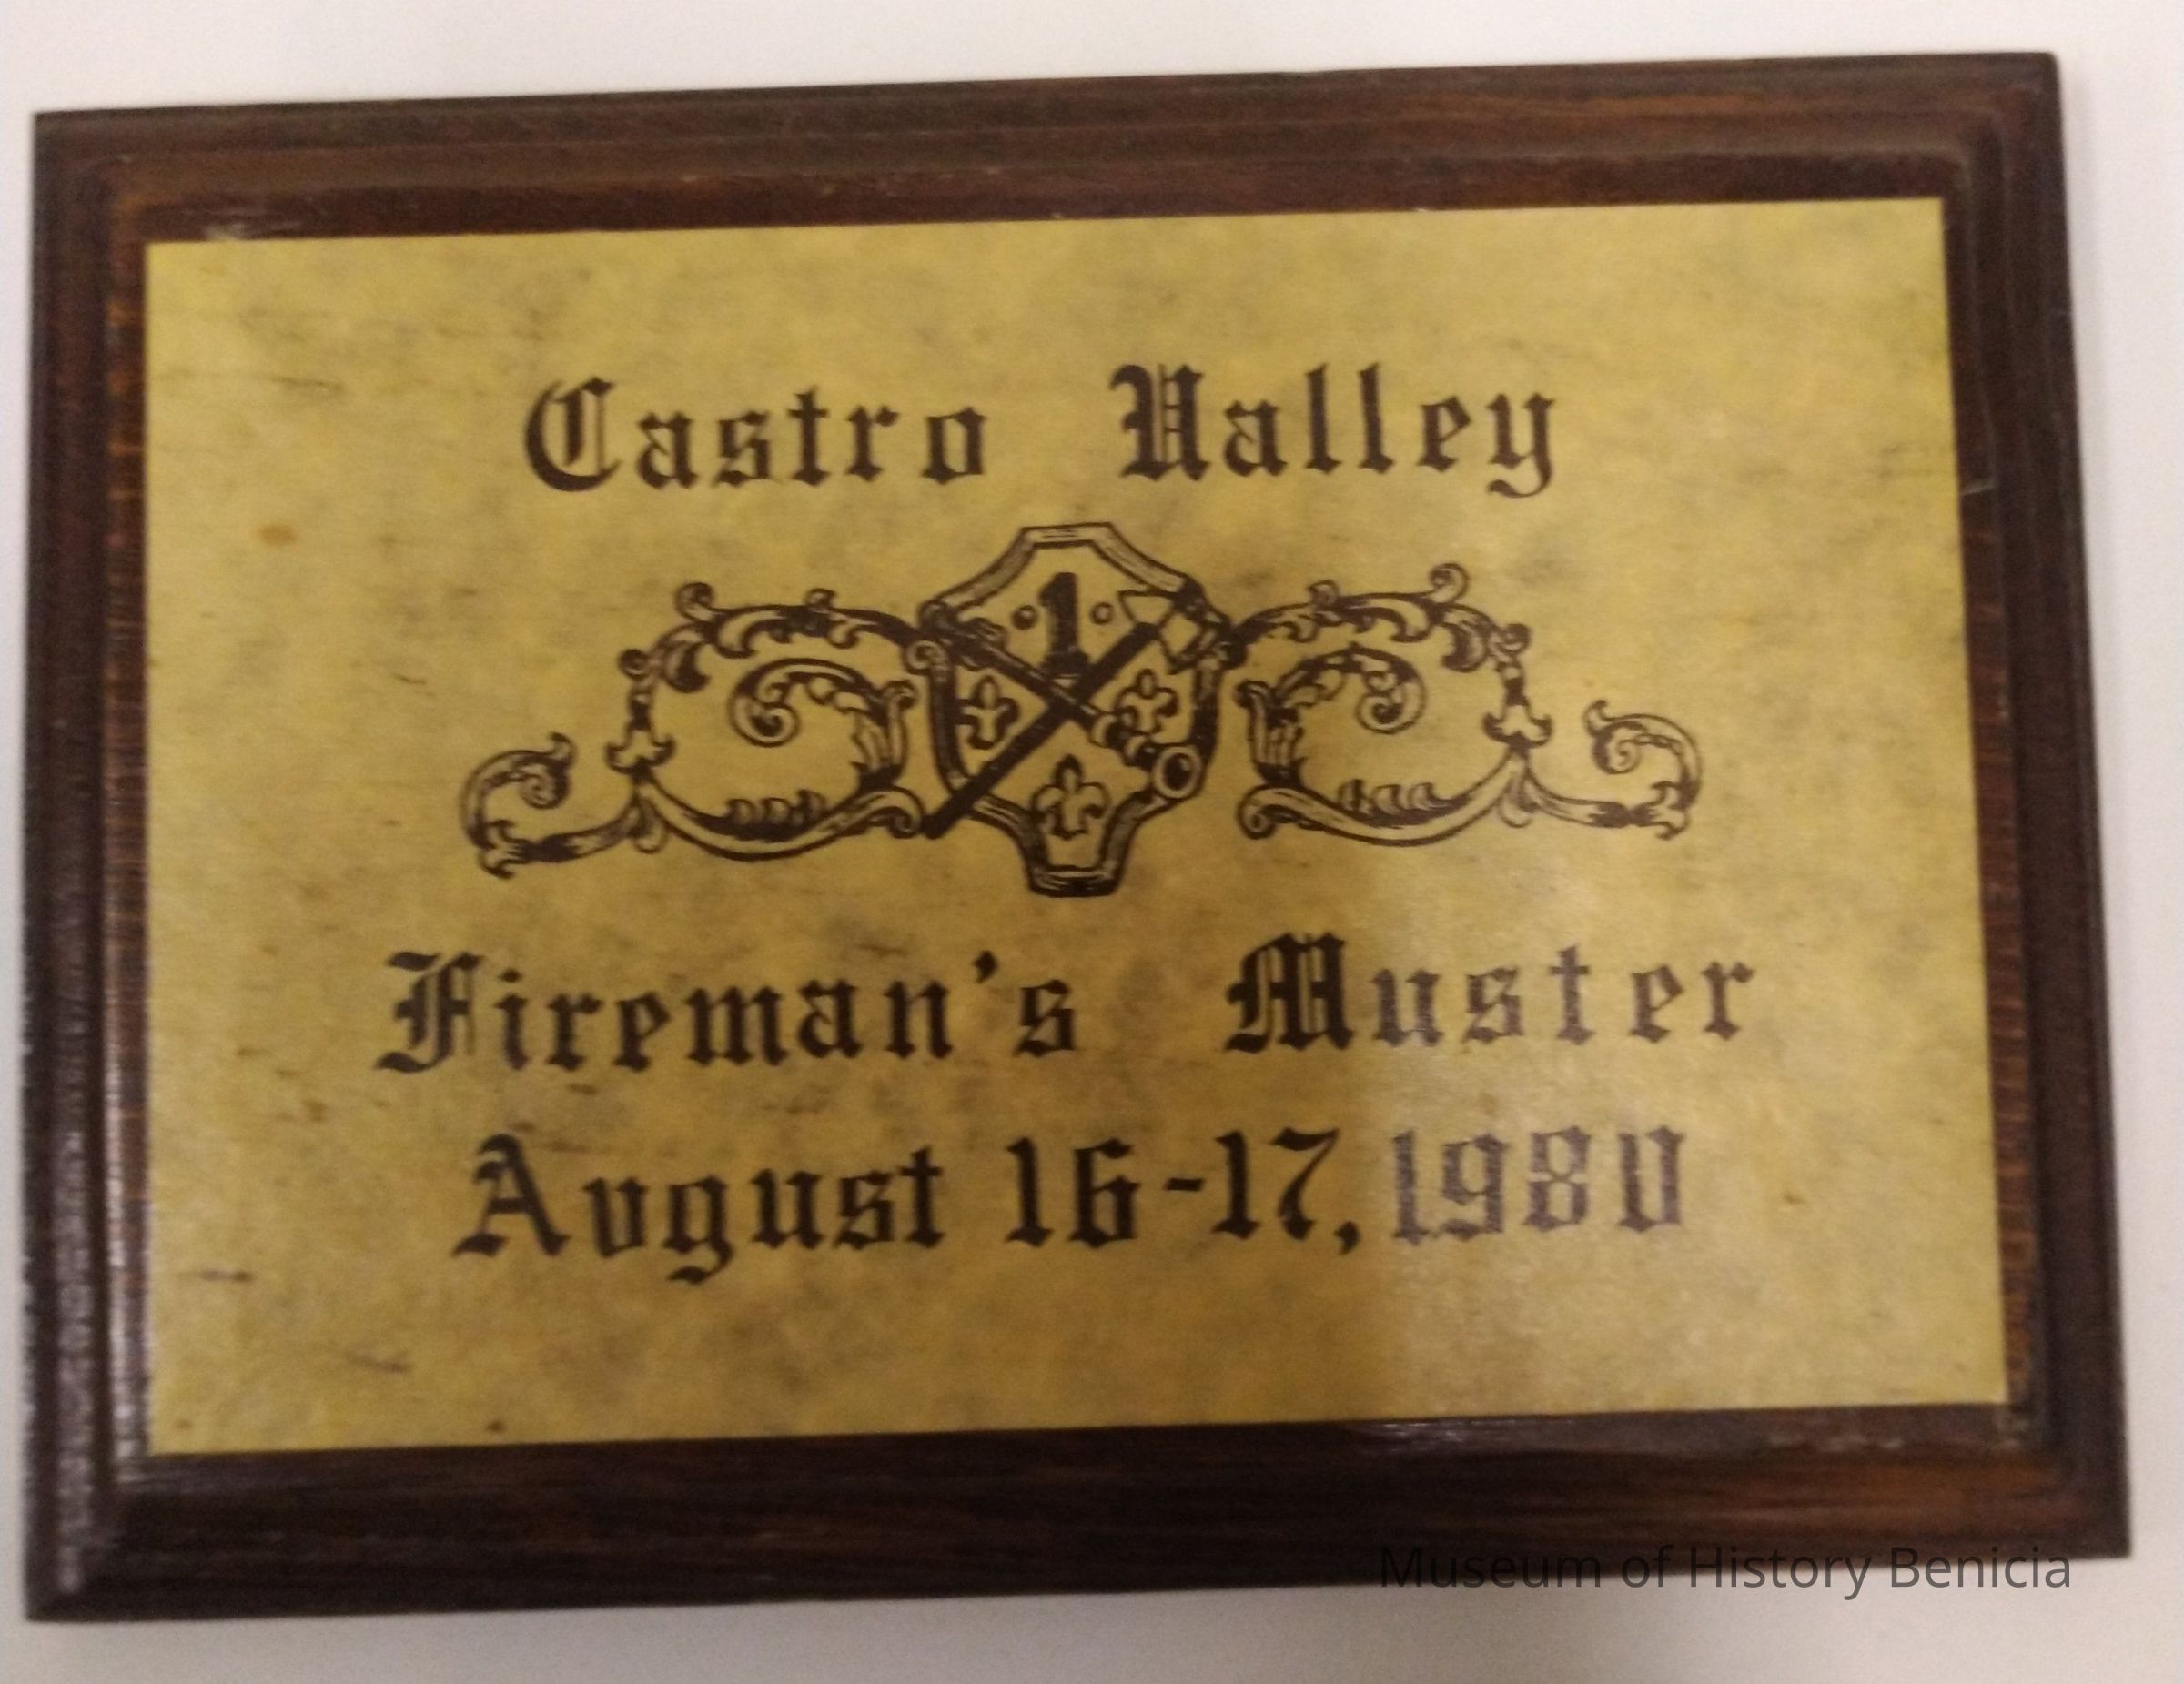 Castro Valley
1
Fireman's Muster
August 16-17, 1980
Museum of History Benicia